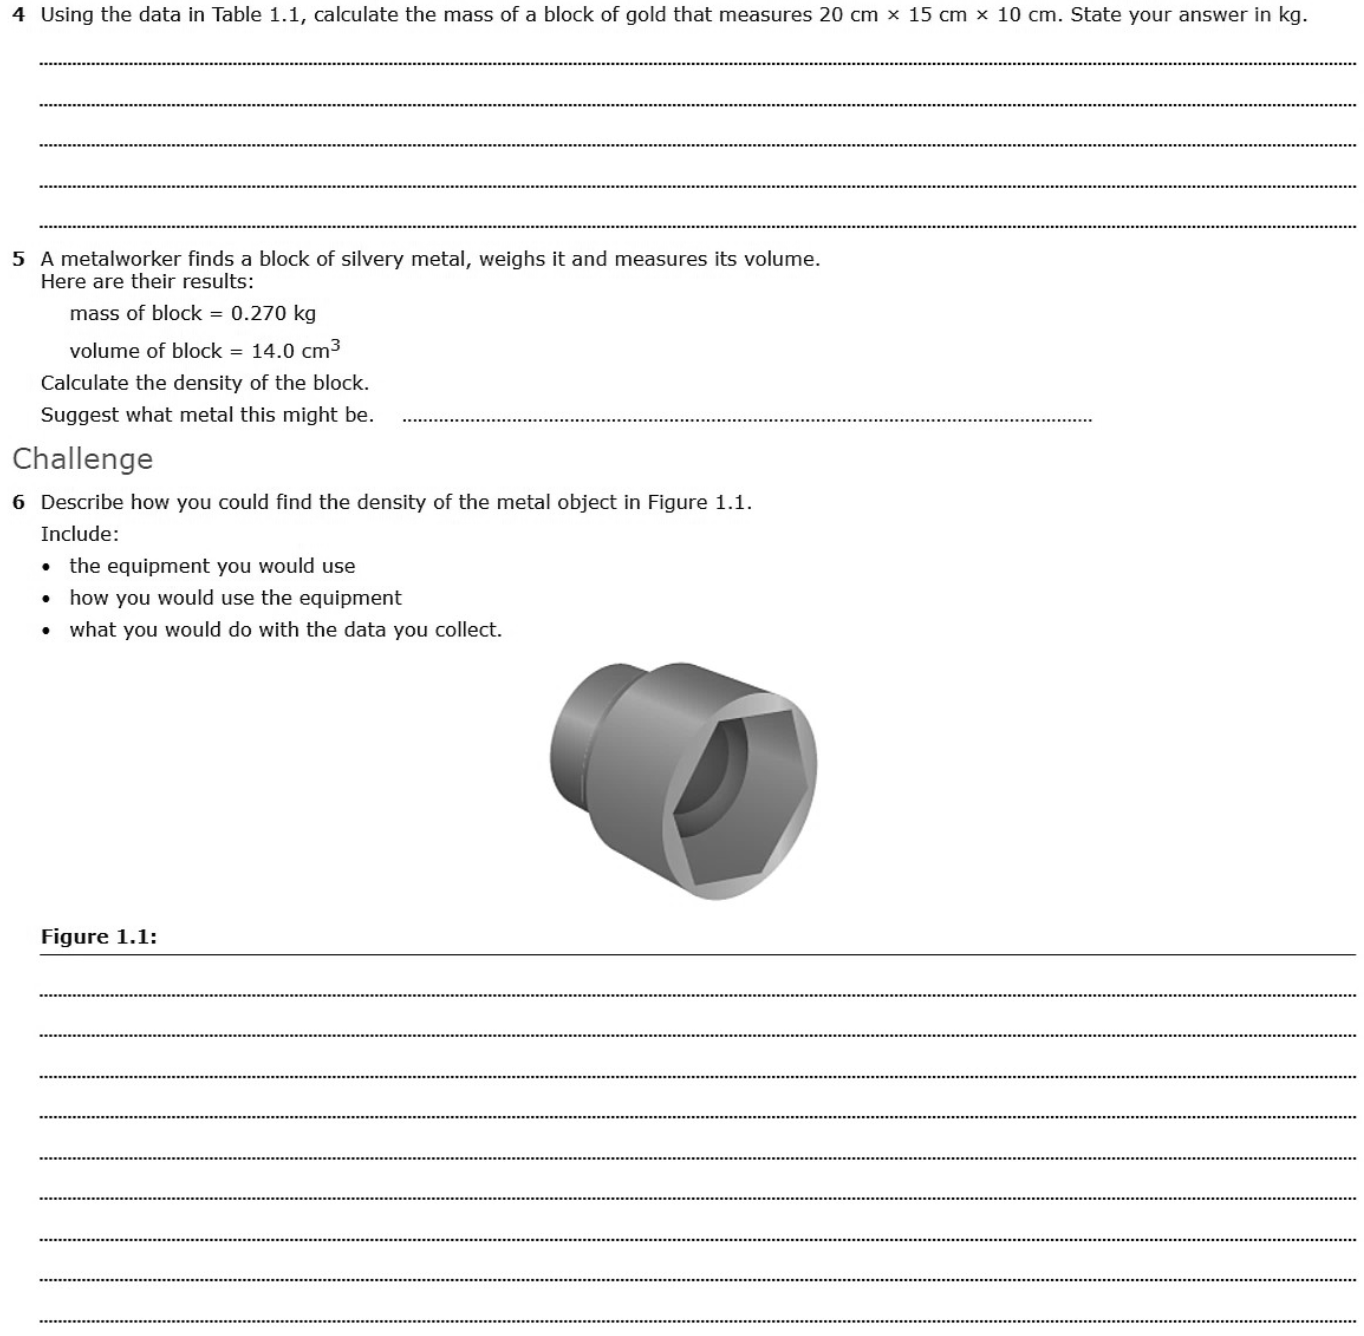 4 Using the data in Table 1.1, calculate the mass of a block of gold that measures 20 cm × 15 cm × 10 cm. State your answer in kg.
5 A metalworker finds a block of silvery metal, weighs it and measures its volume.
Here are their results:
mass of block = 0.270 kg
volume of block = 14.0 cm³
Calculate the density of the block.
Suggest what metal this might be.
Challenge
6 Describe how you could find the density of the metal object in Figure 1.1.
Include:
• the equipment you would use
• how you would use the equipment
• what you would do with the data you collect.
Figure 1.1: